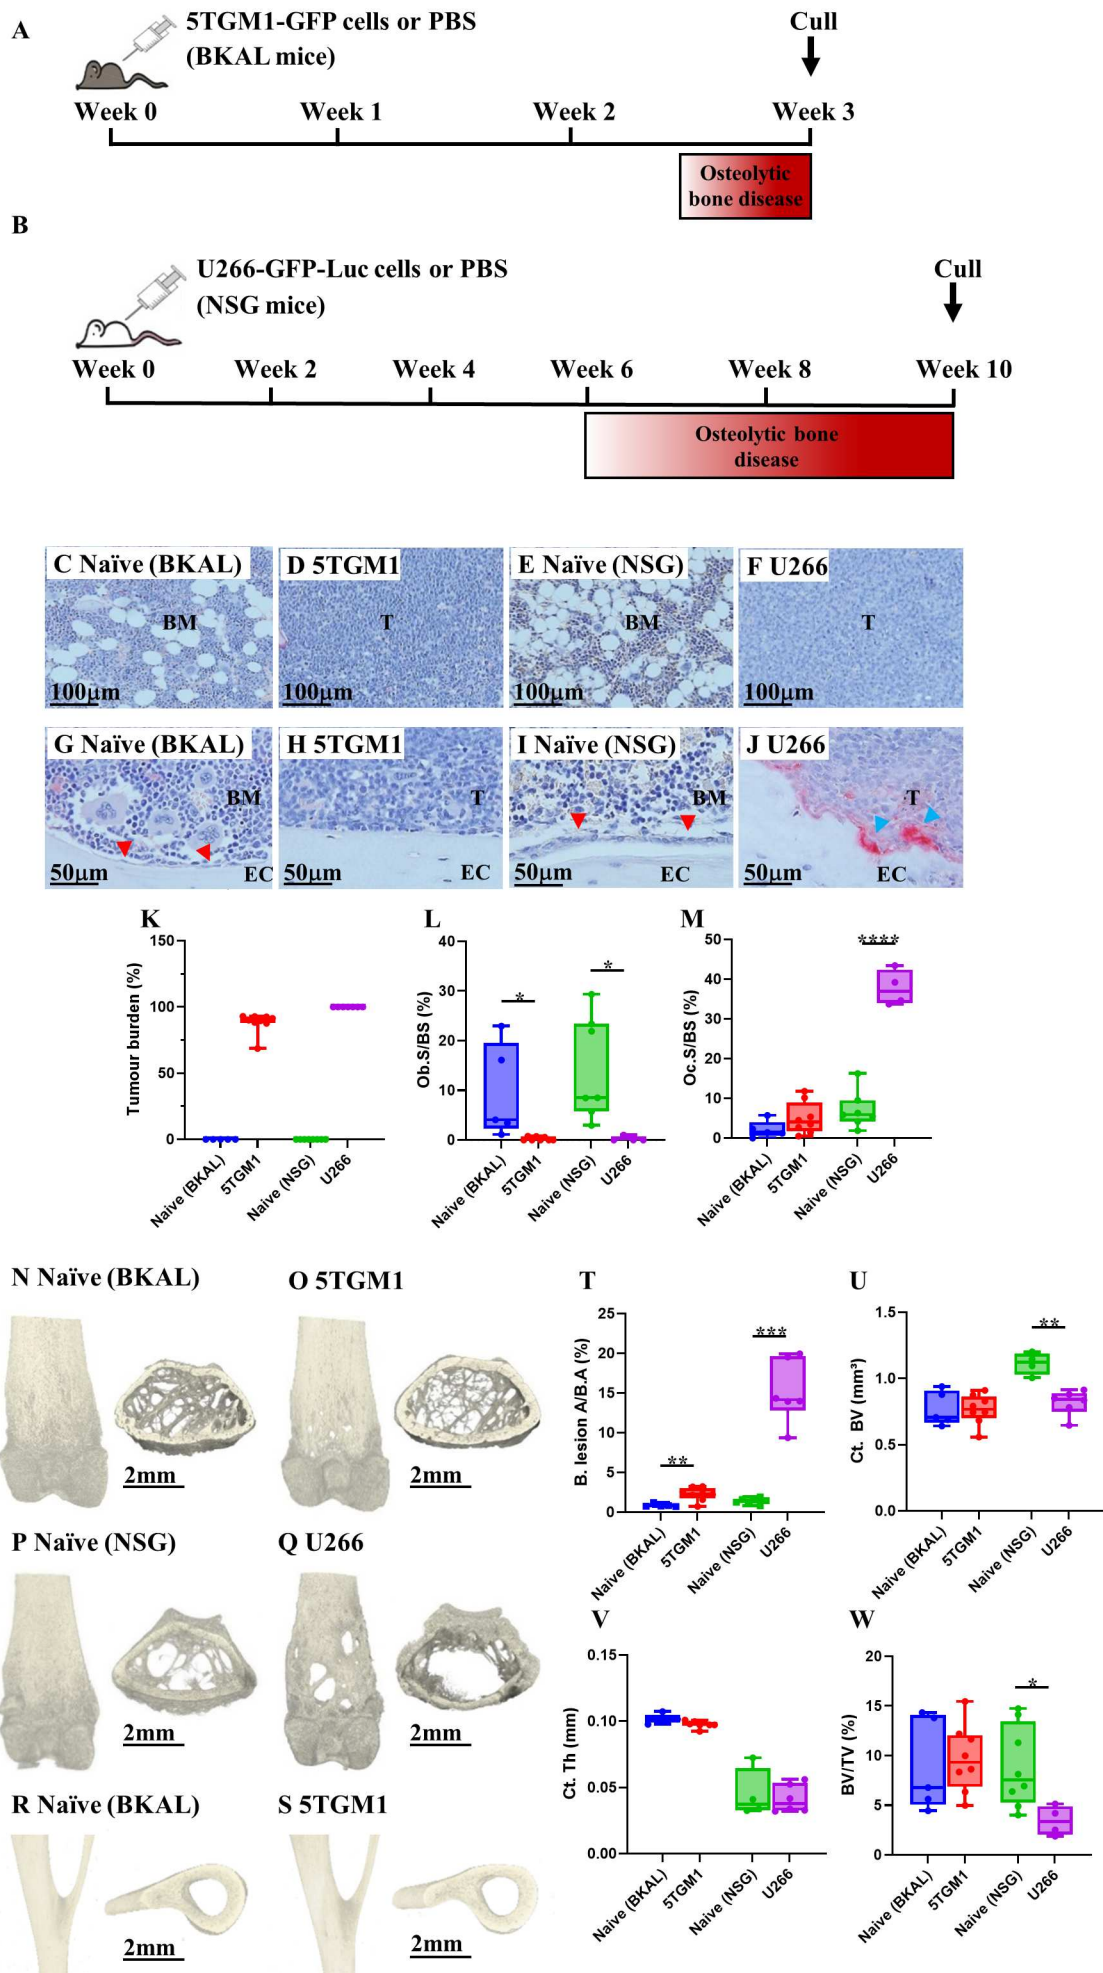 A
5TGM1-GFP cells or PBS
(BKAL mice)
Cull
Week 0 Week 1 Week 2 Week 3
Osteolytic
bone disease
B
U266-GFP-Luc cells or PBS
(NSG mice)
Cull
Week 0 Week 2 Week 4 Week 6 Week 8 Week 10
Osteolytic bone
disease
C Naïve (BKAL)
BM
100μm
D 5TGM1
T
100μm
E Naïve (NSG)
BM
100μm
F U266
T
100μm
G Naïve (BKAL)
BM
EC
50μm
H 5TGM1
T
EC
50μm
I Naïve (NSG)
BM
EC
50μm
J U266
T
EC
50μm
K
Tumour burden (%)
150
100
50
0
Naive (BKAL)
5TGM1
Naive (NSG)
U266
L
Ob.S/BS (%)
40
30
20
10
0
*
*
Naive (BKAL)
5TGM1
Naive (NSG)
U266
M
Oc.S/BS (%)
50
40
30
20
10
0
****
Naive (BKAL)
5TGM1
Naive (NSG)
U266
N Naïve (BKAL)
2mm
O 5TGM1
2mm
P Naïve (NSG)
2mm
Q U266
2mm
R Naïve (BKAL)
2mm
S 5TGM1
2mm
T
B. lesion A/B.A (%)
25
20
15
10
5
0
**
***
Naive (BKAL)
5TGM1
Naive (NSG)
U266
U
Ct. BV (mm³)
1.5
1.0
0.5
0.0
**
Naive (BKAL)
5TGM1
Naive (NSG)
U266
V
Ct. Th (mm)
0.15
0.10
0.05
0.00
Naive (BKAL)
5TGM1
Naive (NSG)
U266
W
BV/TV (%)
20
15
10
5
0
*
Naive (BKAL)
5TGM1
Naive (NSG)
U266